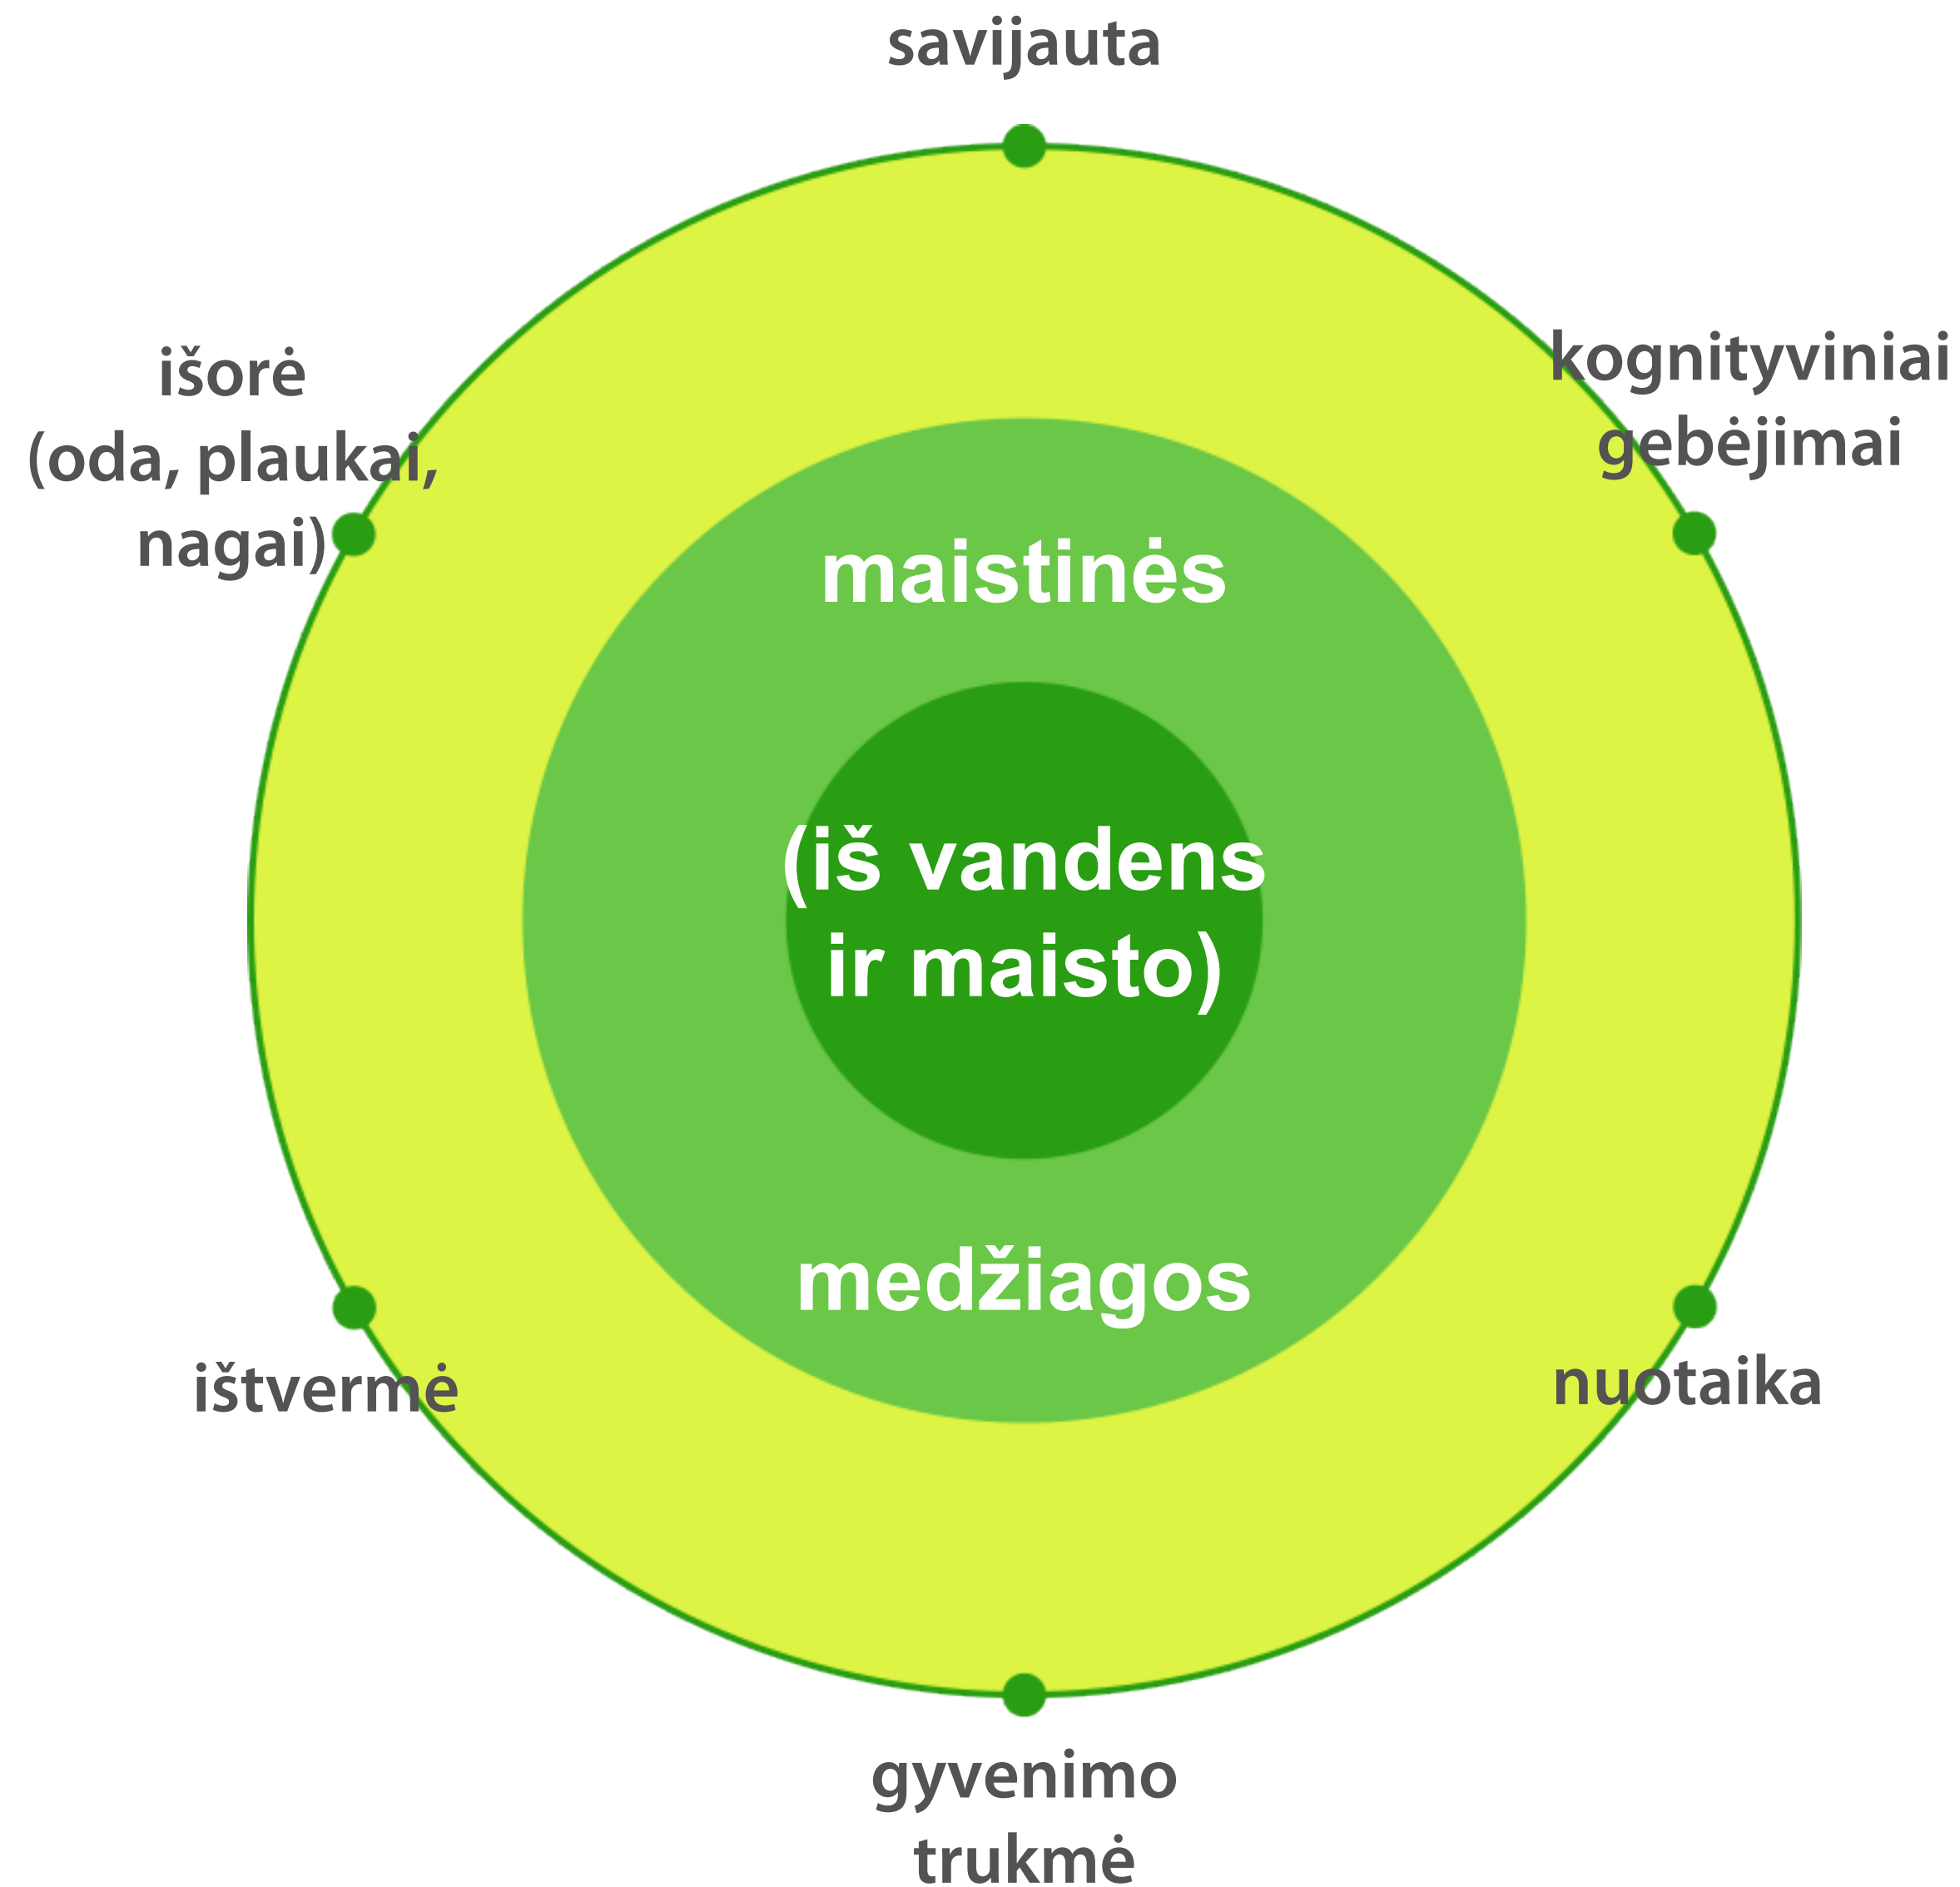 savijauta
kognityviniai
gebėjimai
išorė
(oda, plaukai,
nagai)
maistinės
(iš vandens
ir maisto)
medžiagos
ištvermė
nuotaika
gyvenimo
trukmė